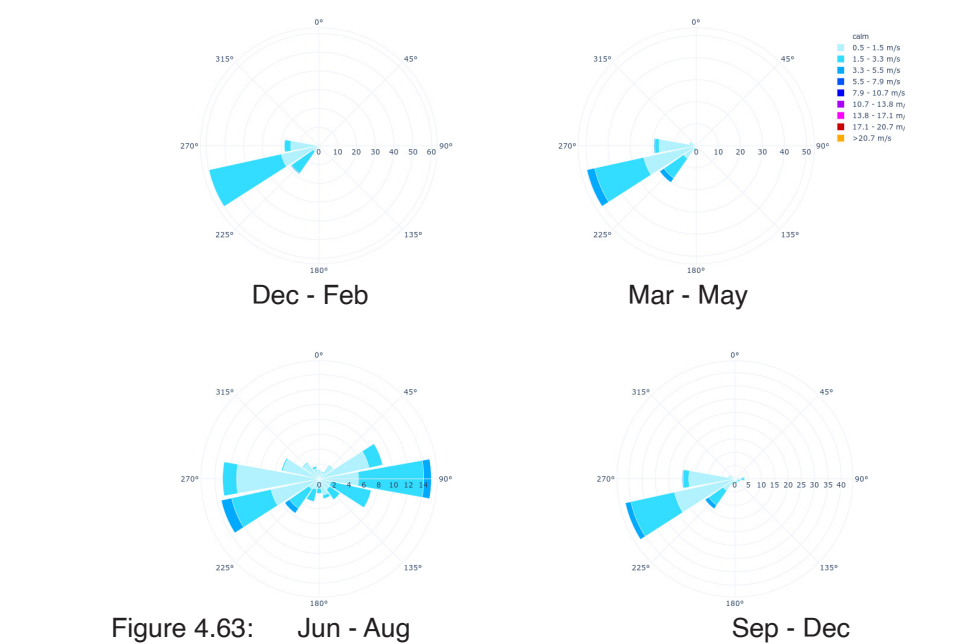 0°
315°
45°
270°
0 10 20 30 40 50 60
90°
225°
135°
180°
Dec - Feb
0°
315°
45°
270°
0 10 20 30 40 50
90°
225°
135°
180°
Mar - May
calm
0.5 - 1.5 m/s
1.5 - 3.3 m/s
3.3 - 5.5 m/s
5.5 - 7.9 m/s
7.9 - 10.7 m/s
10.7 - 13.8 m/
13.8 - 17.1 m/
17.1 - 20.7 m/
>20.7 m/s
0°
315°
45°
270°
0 2 4 6 8 10 12 14
90°
225°
135°
180°
Figure 4.63: Jun - Aug
0°
315°
45°
270°
0 5 10 15 20 25 30 35 40
90°
225°
135°
180°
Sep - Dec